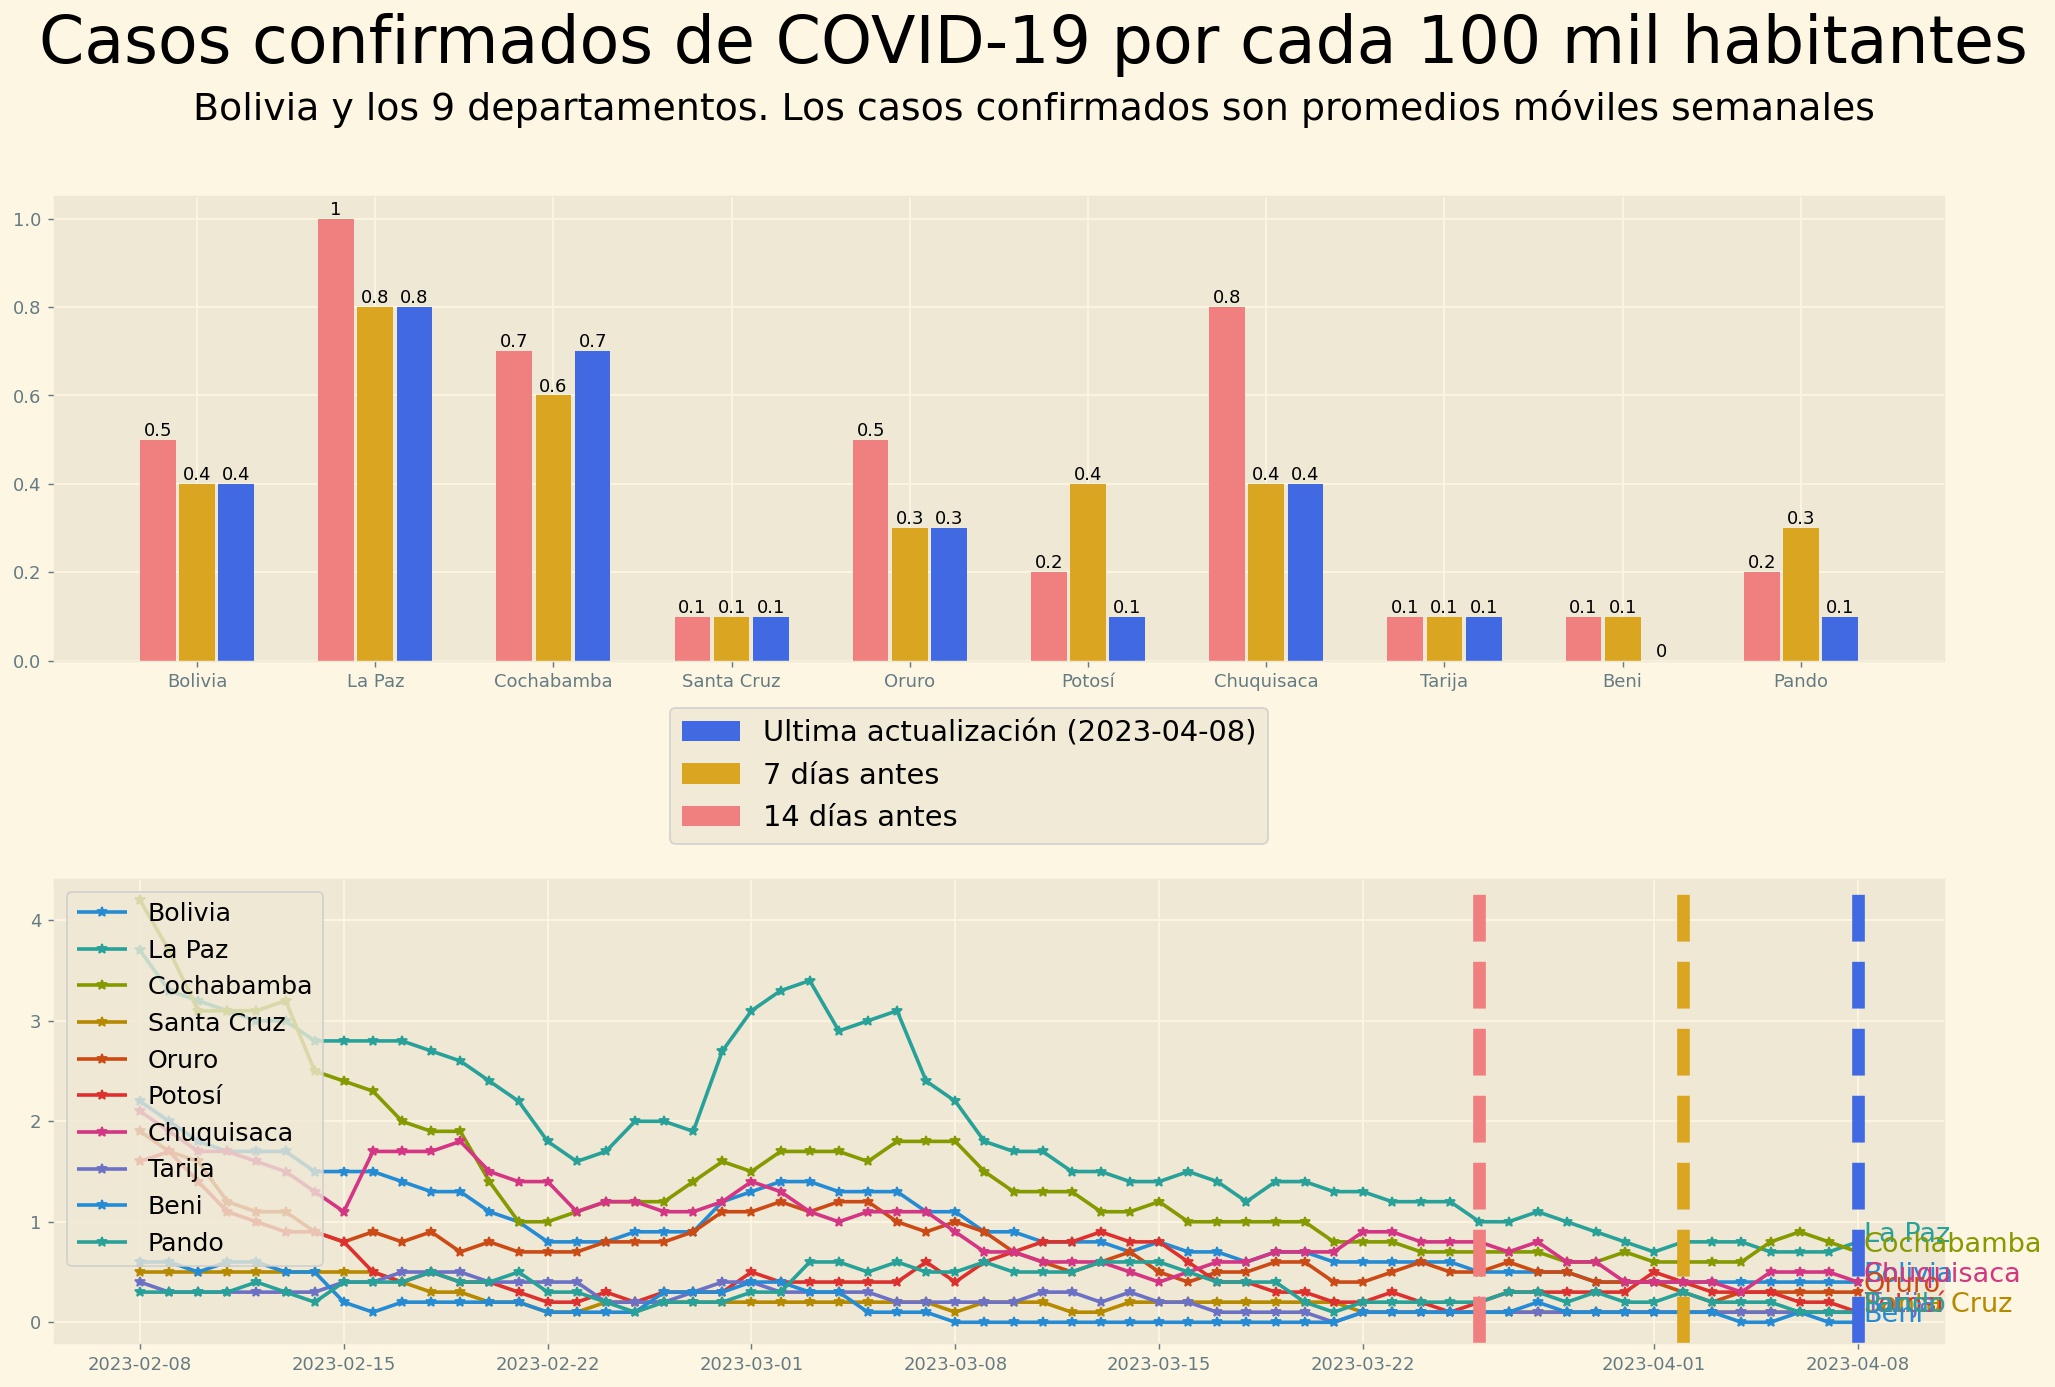 Casos confirmados de COVID-19 por cada 100 mil habitantes
Bolivia y los 9 departamentos. Los casos confirmados son promedios móviles semanales
1.0
0.8
0.6
0.4
0.2
0.0
0.5 0.4 0.4
1 0.8 0.8
0.7 0.6 0.7
0.1 0.1 0.1
0.5 0.3 0.3
0.2 0.4 0.1
0.8 0.4 0.4
0.1 0.1 0.1
0.1 0.1 0
0.2 0.3 0.1
Bolivia La Paz Cochabamba Santa Cruz Oruro Potosí Chuquisaca Tarija Beni Pando
Ultima actualización (2023-04-08)
7 días antes
14 días antes
4
3
2
1
0
Bolivia
La Paz
Cochabamba
Santa Cruz
Oruro
Potosí
Chuquisaca
Tarija
Beni
Pando
La Paz
Cochabamba
Chuquisaca
Oruro
Beni
2023-02-08 2023-02-15 2023-02-22 2023-03-01 2023-03-08 2023-03-15 2023-03-22 2023-04-01 2023-04-08